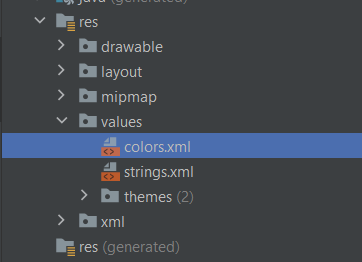 java (generated)
res
drawable
layout
mipmap
values
colors.xml
strings.xml
themes (2)
xml
res (generated)